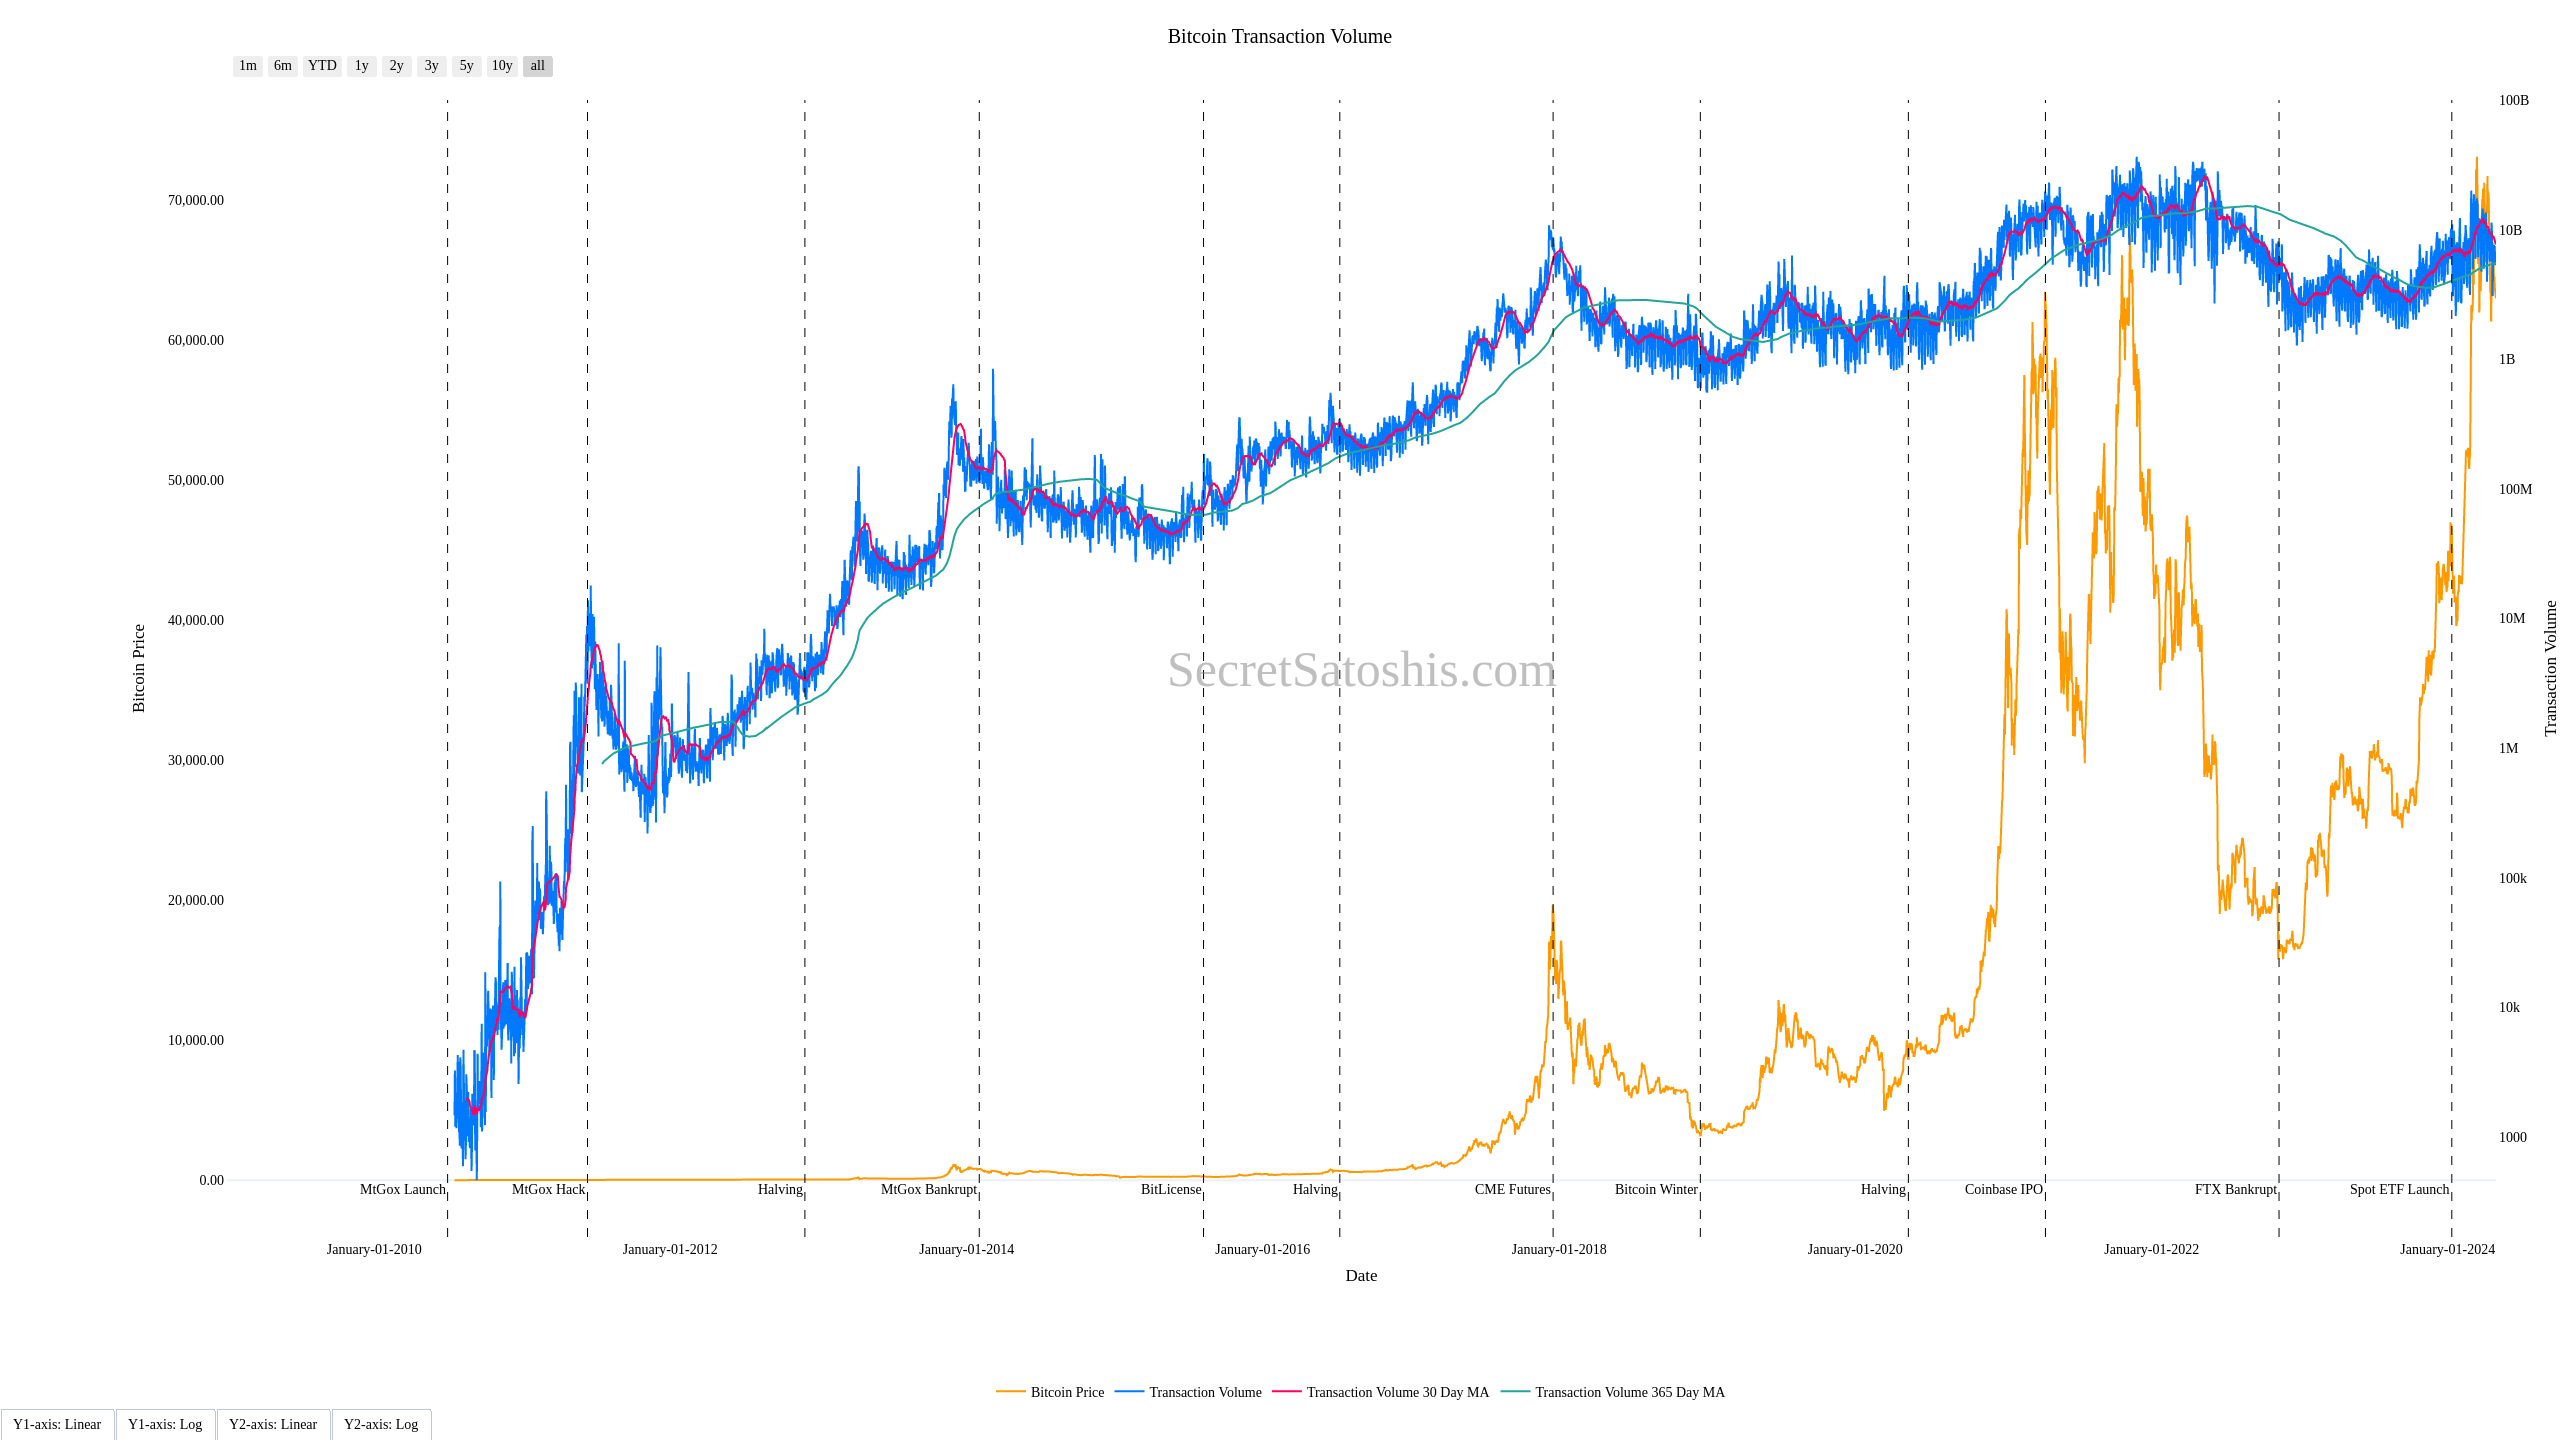 Bitcoin Transaction Volume
1m 6m YTD 1y 2y 3y 5y 10y all
100B
70,000.00
10B
60,000.00
1B
50,000.00
100M
40,000.00
10M
Bitcoin Price
SecretSatoshis.com
Transaction Volume
30,000.00
1M
20,000.00
100k
10,000.00
10k
1000
0.00
MtGox Launch MtGox Hack Halving MtGox Bankrupt BitLicense Halving CME Futures Bitcoin Winter Halving Coinbase IPO FTX Bankrupt Spot ETF Launch
January-01-2010 January-01-2012 January-01-2014 January-01-2016 January-01-2018 January-01-2020 January-01-2022 January-01-2024
Date
Bitcoin Price Transaction Volume Transaction Volume 30 Day MA Transaction Volume 365 Day MA
Y1-axis: Linear Y1-axis: Log Y2-axis: Linear Y2-axis: Log